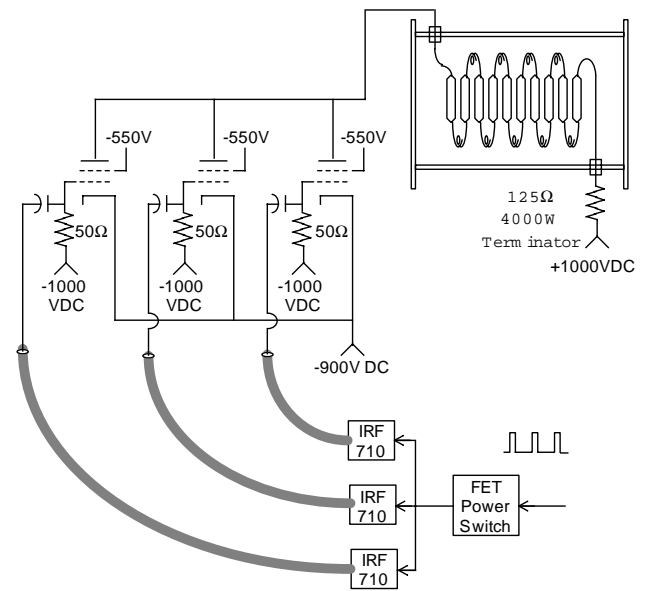 -550V
-550V
-550V
50Ω
50Ω
50Ω
-1000
VDC
-1000
VDC
-1000
VDC
125Ω
4000W
Term inator
+1000VDC
-900V DC
IRF
710
IRF
710
IRF
710
FET
Power
Switch